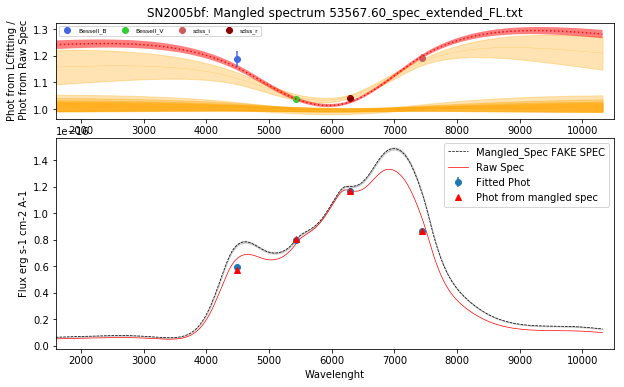 SN2005bf: Mangled spectrum 53567.60_spec_extended_FL.txt
Phot from LCfitting /
Phot from Raw Spec
1.3
1.2
1.1
1.0
Bessell_B
Bessell_V
sdss_i
sdss_r
2000 3000 4000 5000 6000 7000 8000 9000 10000
1e−16
Flux erg s-1 cm-2 A-1
1.4
1.2
1.0
0.8
0.6
0.4
0.2
0.0
Mangled_Spec FAKE SPEC
Raw Spec
Fitted Phot
Phot from mangled spec
2000 3000 4000 5000 6000 7000 8000 9000 10000
Wavelenght